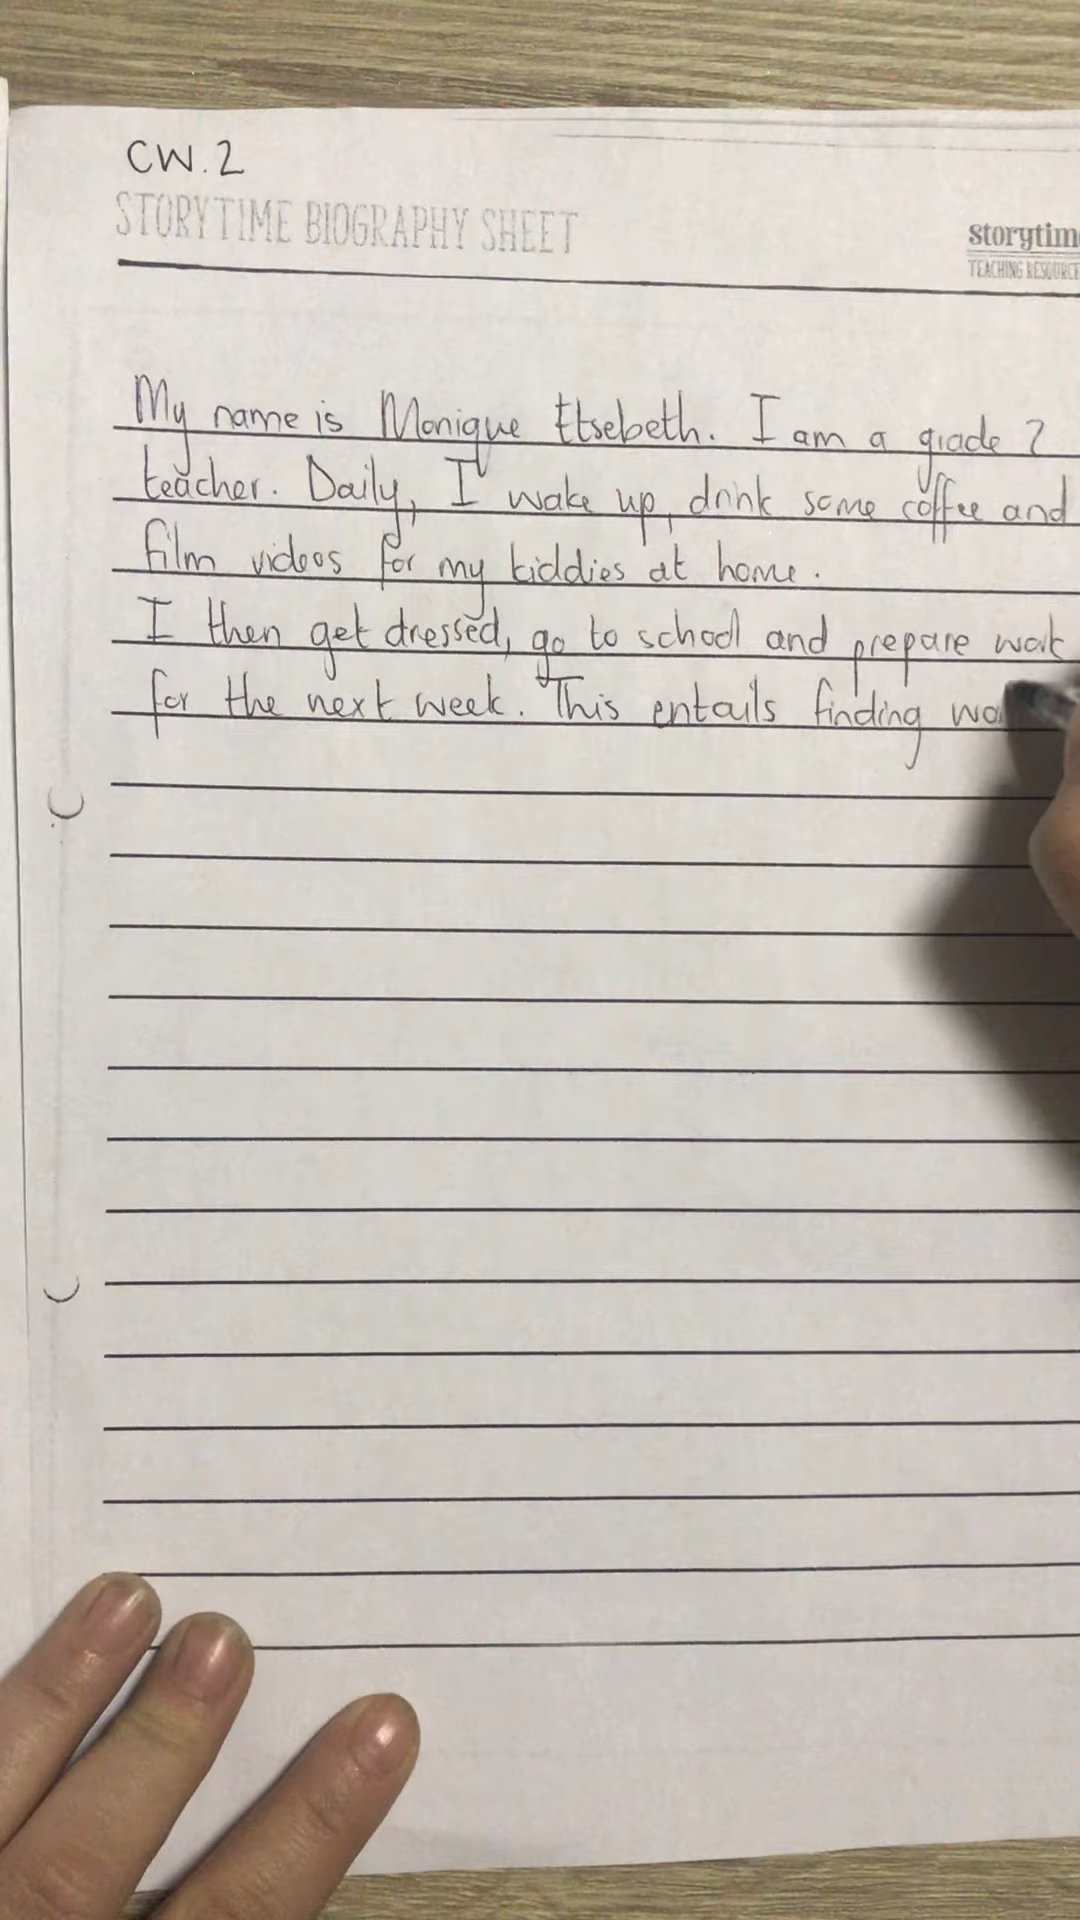 CW. 2
STORYTIME BIOGRAPHY SHEET
storytim
TEACHING RESOURCE
My name is Monique Etsebeth. I am a grade 2
teacher. Daily, I wake up, drink some coffee and
film videos for my kiddies at home.
I then get dressed, go to school and prepare work
for the next week. This entails finding